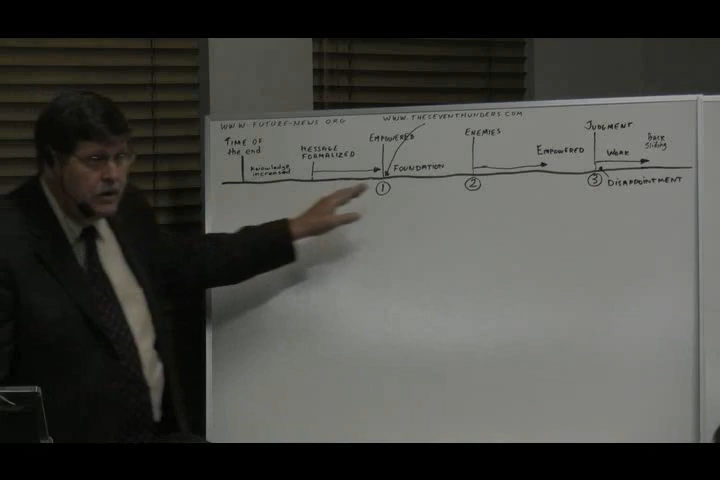 WWW.FUTURE-NEWS.ORG
WWW.THESEVENTHUNDERS.COM
TIME OF
the end
Knowledge
increased
MESSAGE
FORMALIZED
EMPOWERED
FOUNDATION
1
ENEMIES
EMPOWERED
2
JUDGMENT
WORK
Back
Sliding
3
DISAPPOINTMENT